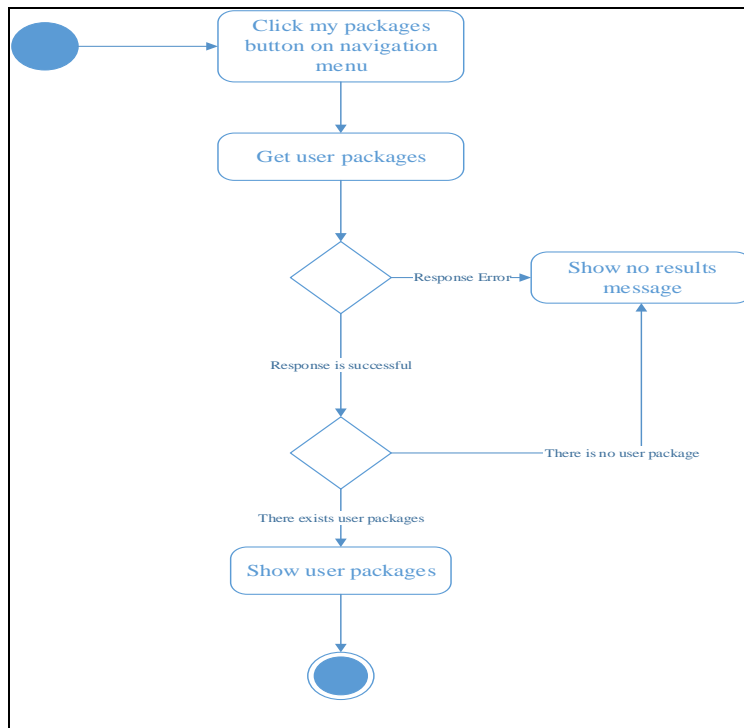 Click my packages
button on navigation
menu
Get user packages
Response Error
Show no results
message
Response is successful
There is no user package
There exists user packages
Show user packages